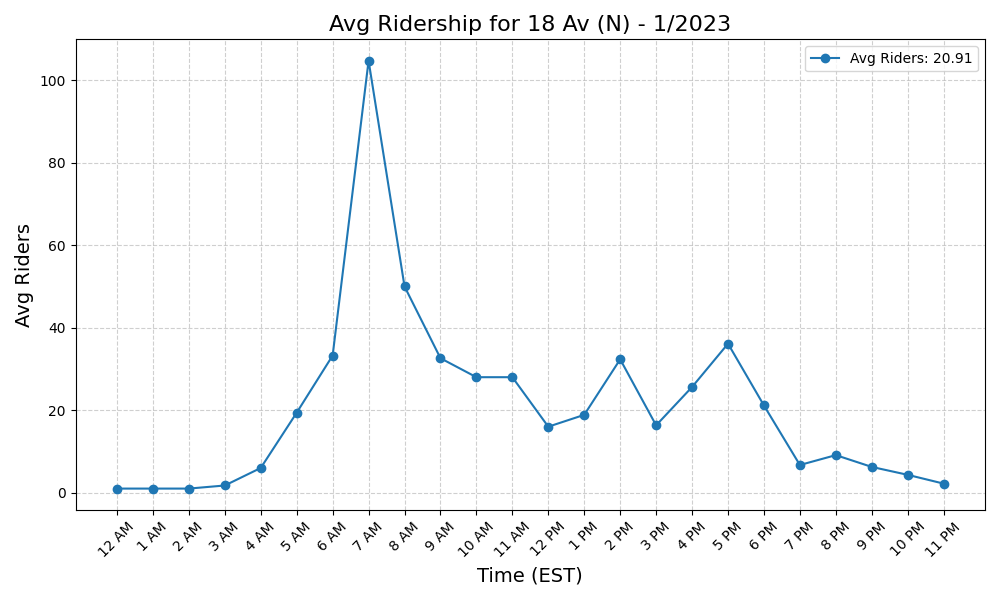 Avg Ridership for 18 Av (N) - 1/2023
Avg Riders: 20.91
Avg Riders
100
80
60
40
20
0
12 AM
1 AM
2 AM
3 AM
4 AM
5 AM
6 AM
7 AM
8 AM
9 AM
10 AM
11 AM
12 PM
1 PM
2 PM
3 PM
4 PM
5 PM
6 PM
7 PM
8 PM
9 PM
10 PM
11 PM
Time (EST)